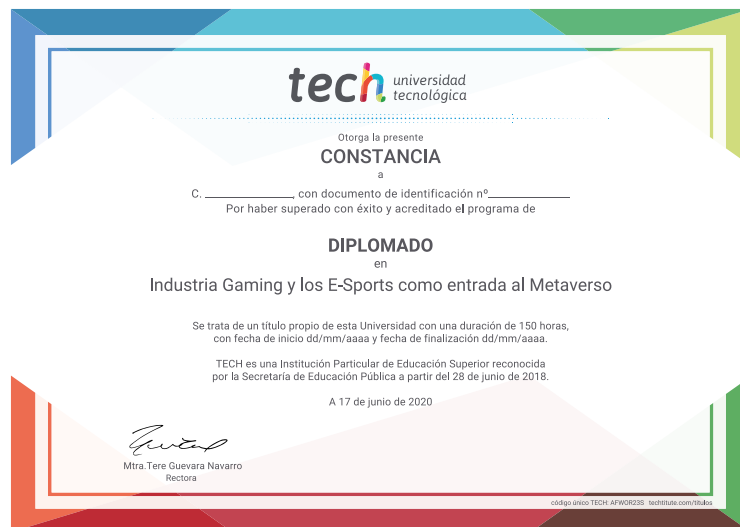 tech universidad
tecnológica
Otorga la presente
CONSTANCIA
a
C. ______________, con documento de identificación nº______________
Por haber superado con éxito y acreditado el programa de
DIPLOMADO
en
Industria Gaming y los E-Sports como entrada al Metaverso
Se trata de un título propio de esta Universidad con una duración de 150 horas,
con fecha de inicio dd/mm/aaaa y fecha de finalización dd/mm/aaaa.
TECH es una Institución Particular de Educación Superior reconocida
por la Secretaría de Educación Pública a partir del 28 de junio de 2018.
A 17 de junio de 2020
Mtra.Tere Guevara Navarro
Rectora
código único TECH: AFWOR23S techtitute.com/titulos